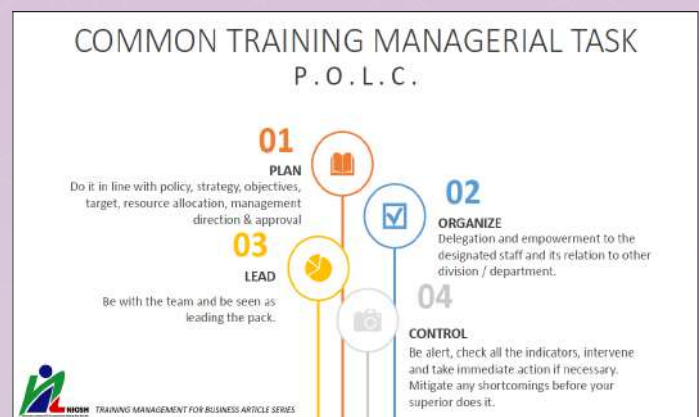 COMMON TRAINING MANAGERIAL TASK
P.O.L.C.
01
PLAN
Do it in line with policy, strategy, objectives,
target, resource allocation, management
direction & approval
02
ORGANIZE
Delegation and empowerment to the
designated staff and its relation to other
division / department.
03
LEAD
Be with the team and be seen as
leading the pack.
04
CONTROL
Be alert, check all the indicators, intervene
and take immediate action if necessary.
Mitigate any shortcomings before your
superior does it.
NIOSH
TRAINING MANAGEMENT FOR BUSINESS ARTICLE SERIES